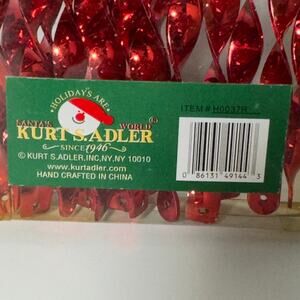 HOLIDAYS ARE
SANTA'S WORLD ®
KURT S. ADLER
SINCE 1946
© KURT S.ADLER,INC,NY,NY 10010
www.kurtadler.com
HAND CRAFTED IN CHINA
ITEM # H0037R
0 86131 49144 3